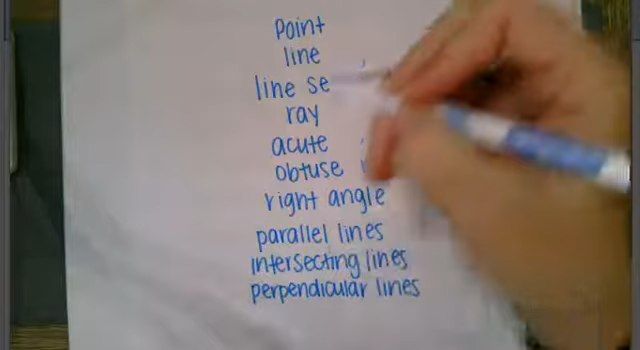 Point
line
line se
ray
acute
obtuse
right angle
parallel lines
intersecting lines
perpendicular lines